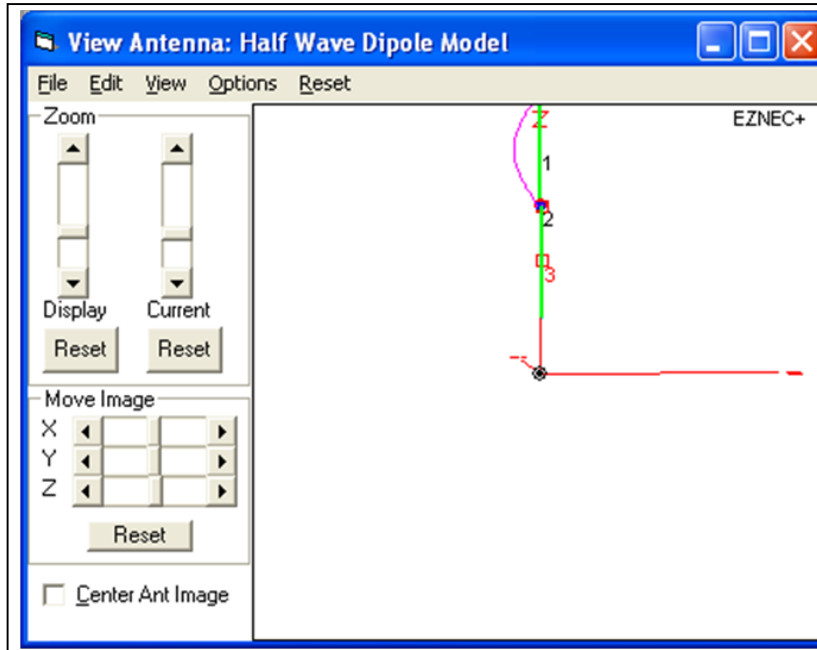 View Antenna: Half Wave Dipole Model
File Edit View Options Reset
Zoom
Display Current
Reset Reset
Move Image
X
Y
Z
Reset
Center Ant Image
EZNEC+
Z
1
2
3